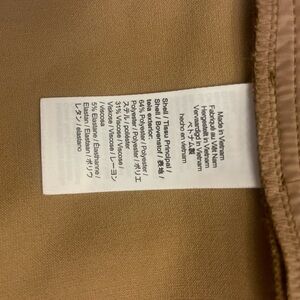 Made in Vietnam
Fabriqué au Viêt Nam
Hergestellt in Vietnam
Vervaardigd in Vietnam
ベトナム製
hecho en Vietnam
Shell / Tissu Principal /
Shell / Bovenstof / 表地 /
tela exterior:
64% Polyester / Polyester /
Polyester / Polyester / ポリエ
ステル / poliéster
31% Viscose / Viscose /
Viskose / Viscose / レーヨン
/ viscosa
5% Elastane / Élasthanne /
Elastan / Elastaan / ポリウ
レタン / elastano